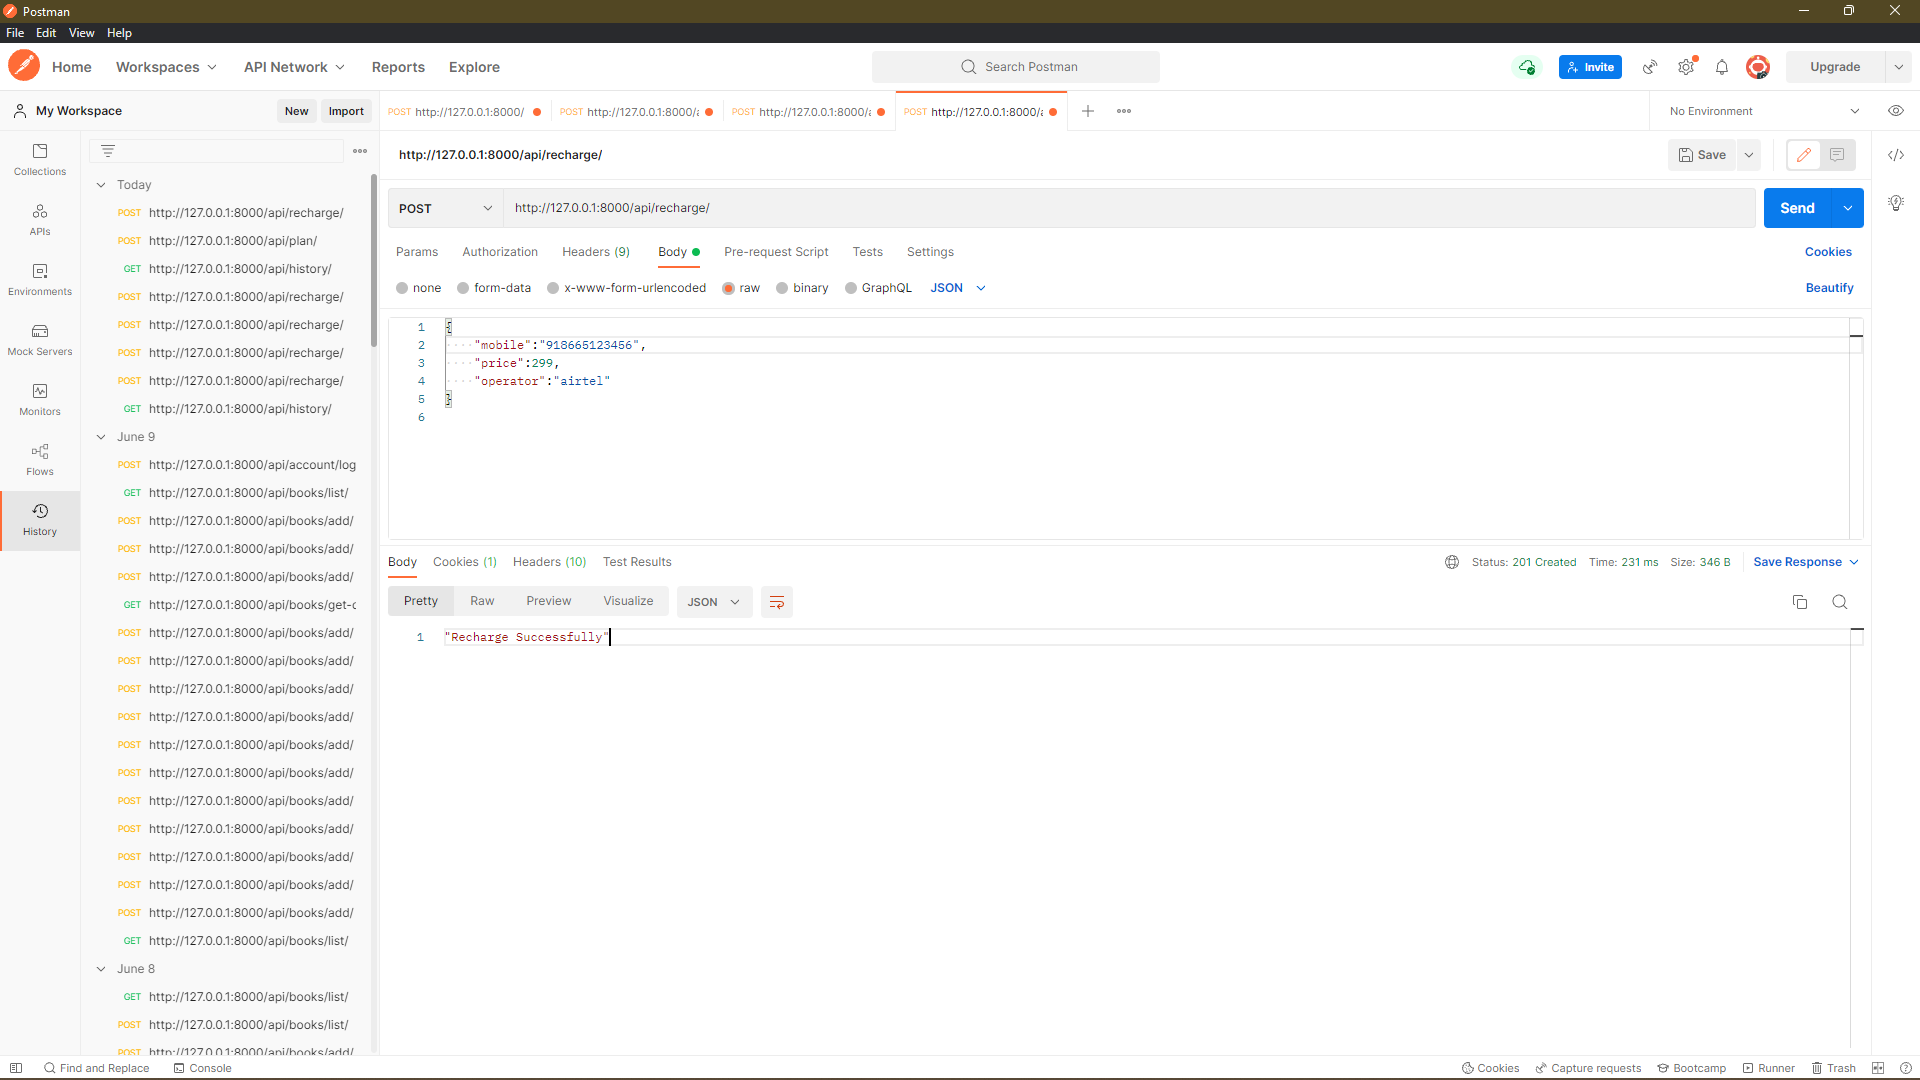 Postman
File Edit View Help
Home Workspaces API Network Reports Explore Search Postman Invite Upgrade
My Workspace New Import
POST http://127.0.0.1:8000/ POST http://127.0.0.1:8000/a POST http://127.0.0.1:8000/a POST http://127.0.0.1:8000/a No Environment
http://127.0.0.1:8000/api/recharge/ Save
POST http://127.0.0.1:8000/api/recharge/ Send
Params Authorization Headers (9) Body Pre-request Script Tests Settings Cookies
none form-data x-www-form-urlencoded raw binary GraphQL JSON Beautify
1 {
2 "mobile":"918665123456",
3 "price":299,
4 "operator":"airtel"
5 }
6
Body Cookies (1) Headers (10) Test Results Status: 201 Created Time: 231 ms Size: 346 B Save Response
Pretty Raw Preview Visualize JSON
1 "Recharge Successfully"
Collections
APIs
Environments
Mock Servers
Monitors
Flows
History
Today
POST http://127.0.0.1:8000/api/recharge/
POST http://127.0.0.1:8000/api/plan/
GET http://127.0.0.1:8000/api/history/
POST http://127.0.0.1:8000/api/recharge/
POST http://127.0.0.1:8000/api/recharge/
POST http://127.0.0.1:8000/api/recharge/
POST http://127.0.0.1:8000/api/recharge/
GET http://127.0.0.1:8000/api/history/
June 9
POST http://127.0.0.1:8000/api/account/log
GET http://127.0.0.1:8000/api/books/list/
POST http://127.0.0.1:8000/api/books/add/
POST http://127.0.0.1:8000/api/books/add/
POST http://127.0.0.1:8000/api/books/add/
GET http://127.0.0.1:8000/api/books/get-c
POST http://127.0.0.1:8000/api/books/add/
POST http://127.0.0.1:8000/api/books/add/
POST http://127.0.0.1:8000/api/books/add/
POST http://127.0.0.1:8000/api/books/add/
POST http://127.0.0.1:8000/api/books/add/
POST http://127.0.0.1:8000/api/books/add/
POST http://127.0.0.1:8000/api/books/add/
POST http://127.0.0.1:8000/api/books/add/
POST http://127.0.0.1:8000/api/books/add/
POST http://127.0.0.1:8000/api/books/add/
POST http://127.0.0.1:8000/api/books/add/
GET http://127.0.0.1:8000/api/books/list/
June 8
GET http://127.0.0.1:8000/api/books/list/
POST http://127.0.0.1:8000/api/books/list/
POST http://127.0.0.1:8000/api/books/add/
Find and Replace Console Cookies Capture requests Bootcamp Runner Trash